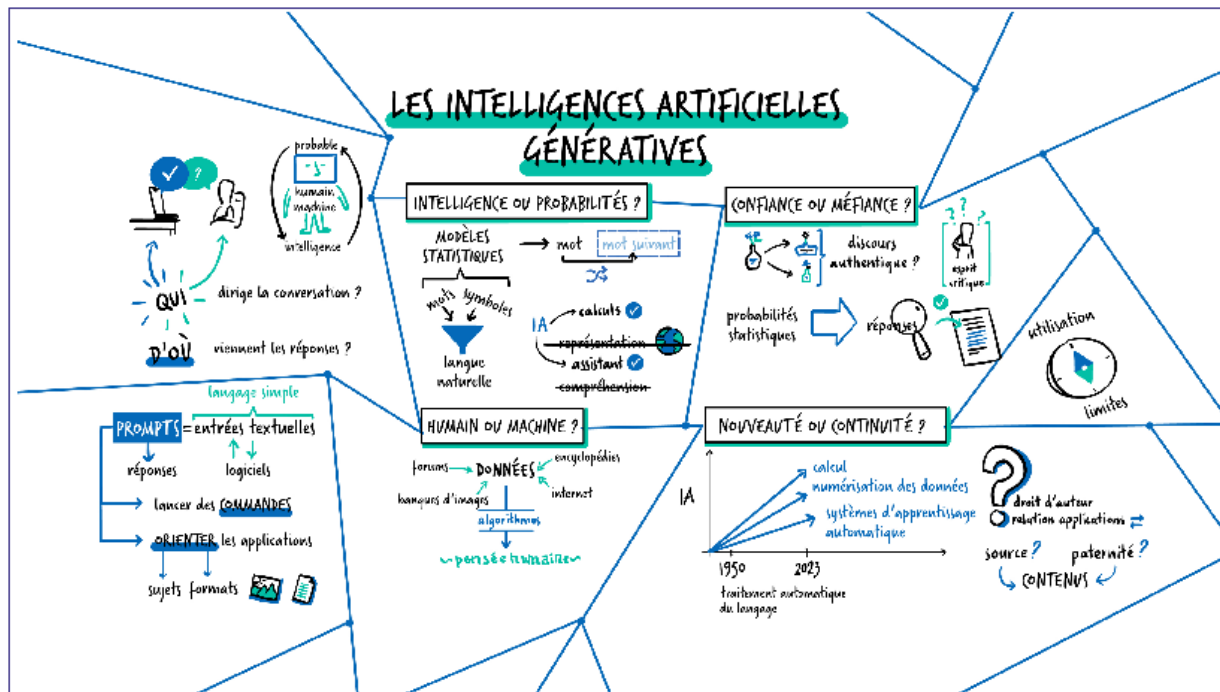 LES INTELLIGENCES ARTIFICIELLES
GÉNÉRATIVES
probable
humain
machine
intelligence
QUI
dirige la conversation ?
D'OÙ
viennent les réponses ?
INTELLIGENCE OU PROBABILITÉS ?
MODÈLES
STATISTIQUES
mot
mot suivant
mots
symboles
langue
naturelle
IA
calculs
représentation
assistant
compréhension
CONFIANCE OU MÉFIANCE ?
discours
authentique ?
? ? ?
esprit
critique
probabilités
statistiques
réponses
utilisation
limites
langage simple
PROMPTS = entrées textuelles
réponses
logiciels
lancer des COMMANDES
ORIENTER les applications
sujets formats
HUMAIN OU MACHINE ?
forums
DONNÉES
encyclopédies
banques d'images
internet
algorithmes
~pensée humaine~
NOUVEAUTÉ OU CONTINUITÉ ?
IA
calcul
numérisation des données
systèmes d'apprentissage
automatique
1950
2023
traitement automatique
du langage
?
droit d'auteur
relation applications
source ?
paternité ?
CONTENUS